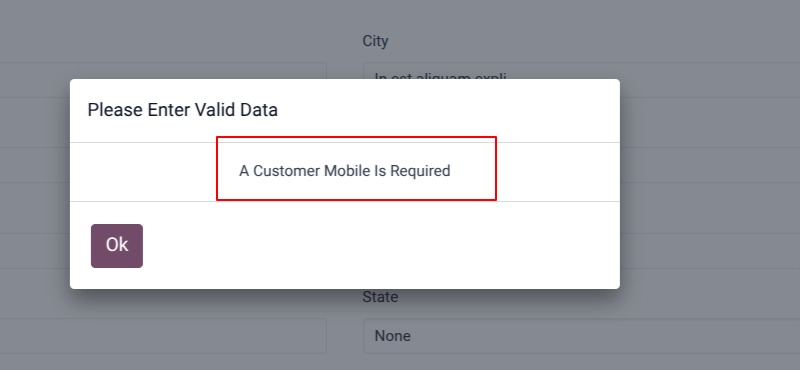 City
In est aliquam expli
Please Enter Valid Data
A Customer Mobile Is Required
Ok
State
None